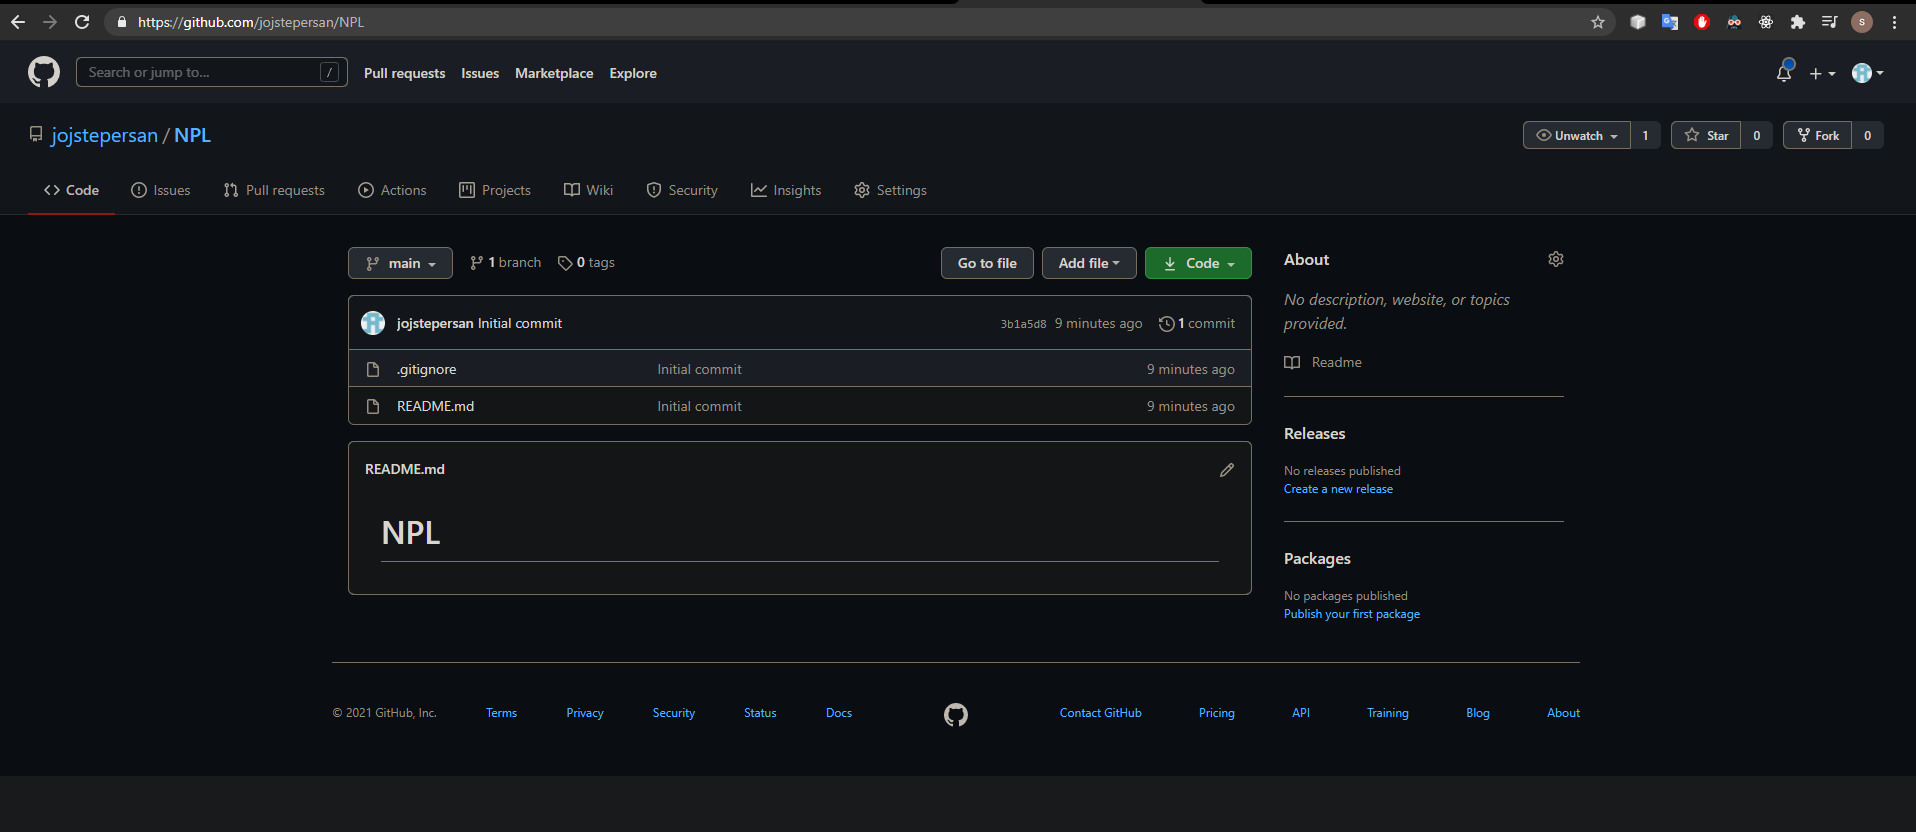 https://github.com/jojstepersan/NPL
S
Search or jump to... /
Pull requests Issues Marketplace Explore
jojstepersan / NPL
Unwatch 1 Star 0 Fork 0
Code Issues Pull requests Actions Projects Wiki Security Insights Settings
main 1 branch 0 tags Go to file Add file Code
jojstepersan Initial commit 3b1a5d8 9 minutes ago 1 commit
.gitignore Initial commit 9 minutes ago
README.md Initial commit 9 minutes ago
README.md
NPL
About
No description, website, or topics
provided.
Readme
Releases
No releases published
Create a new release
Packages
No packages published
Publish your first package
© 2021 GitHub, Inc. Terms Privacy Security Status Docs Contact GitHub Pricing API Training Blog About